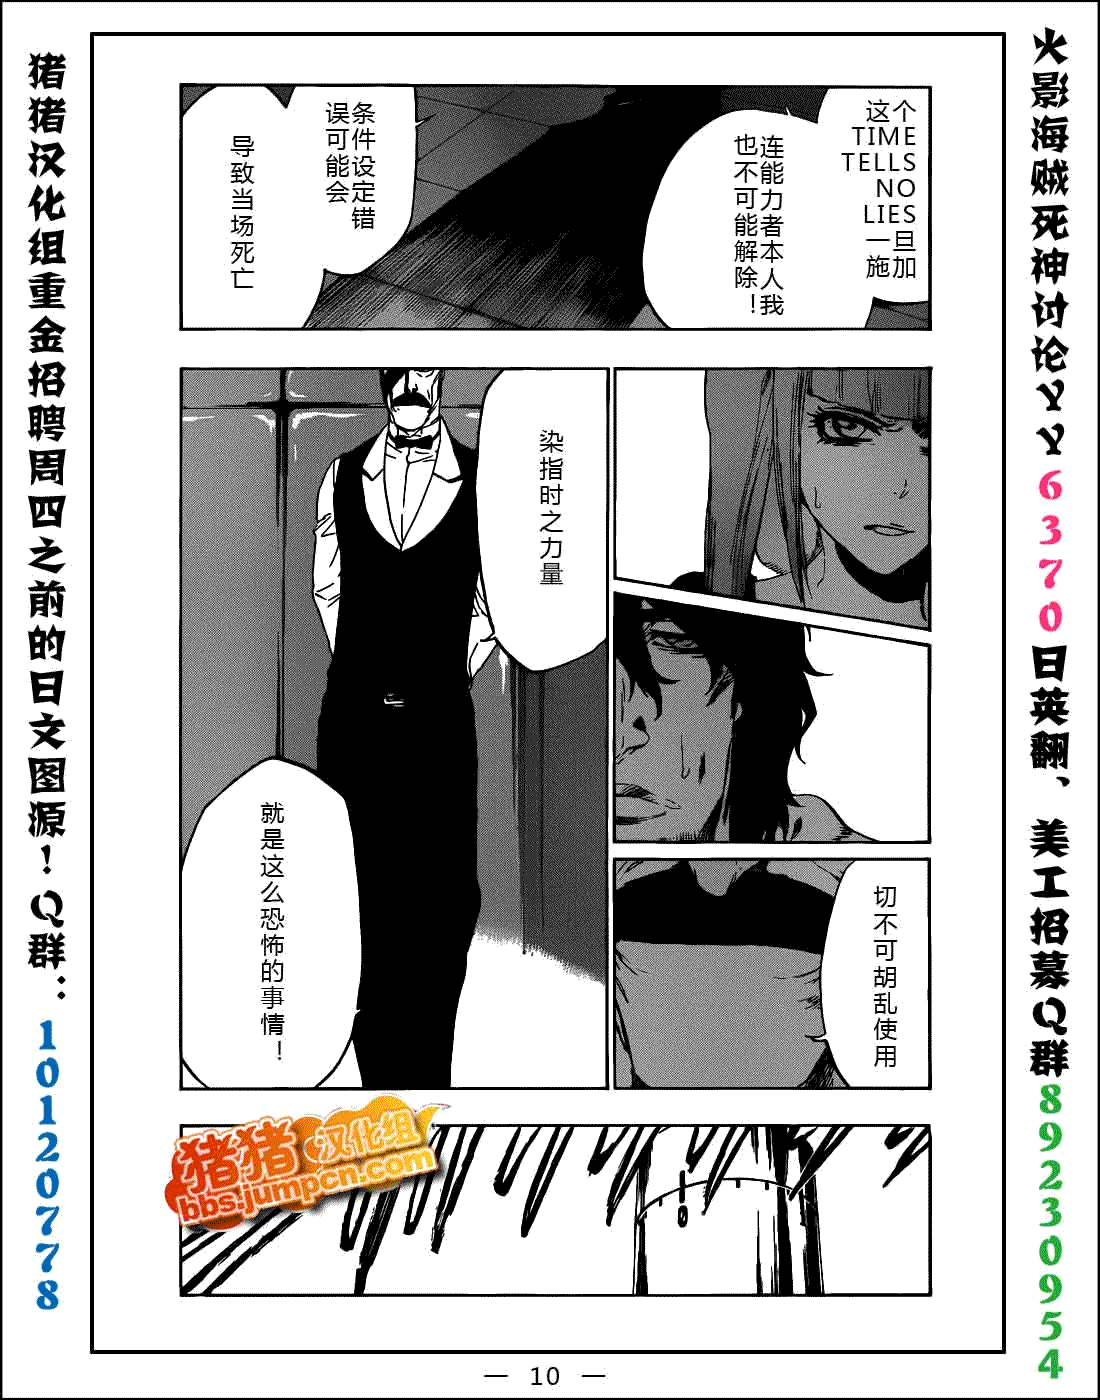 火影海贼死神讨论YY6370日英翻、美工招募Q群892309954
这个
TIME
TELLS
NO
LIES
一旦
施加
连能力者本人我
也不可能解除！
条件设定错
误可能会
导致当场死亡
切不可胡乱使用
染指时之力量
就是这么恐怖的事情！
0
猪猪汉化组
bbs.jumpcn.com
猪猪汉化组重金招聘周四之前的日文图源！Q群：101207778
— 10 —